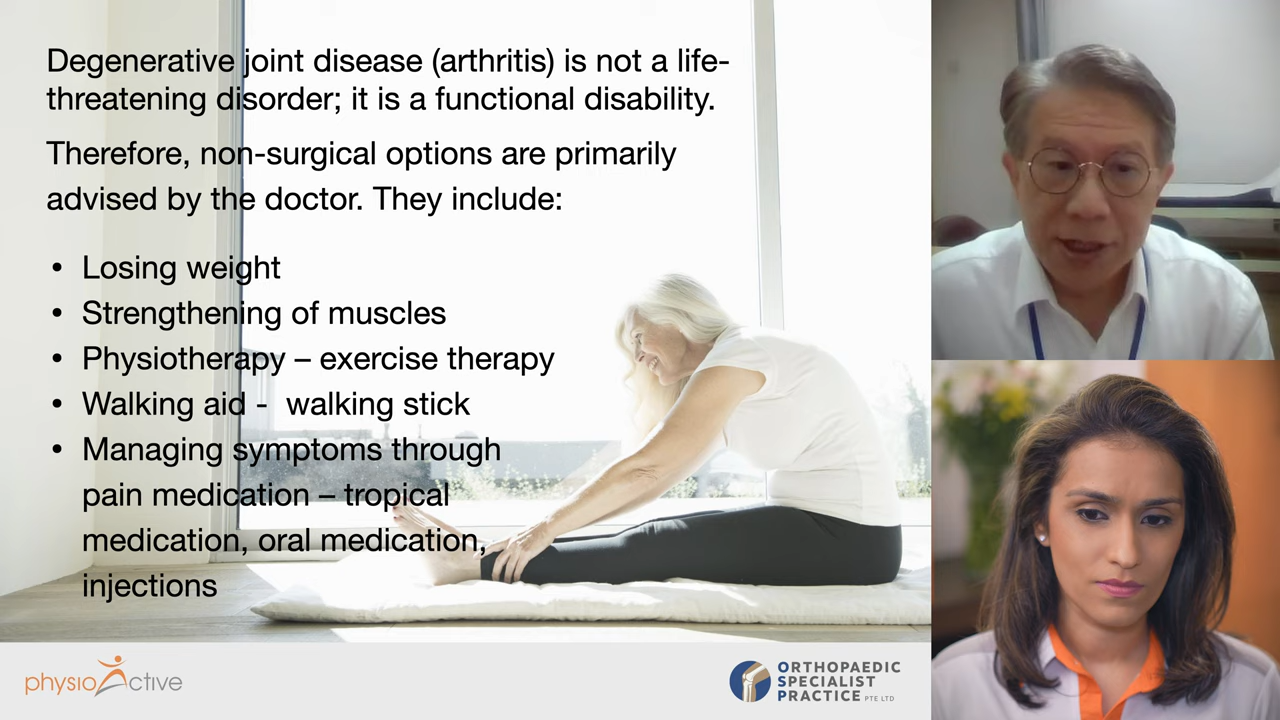 Degenerative joint disease (arthritis) is not a life-
threatening disorder; it is a functional disability.
Therefore, non-surgical options are primarily
advised by the doctor. They include:
• Losing weight
• Strengthening of muscles
• Physiotherapy – exercise therapy
• Walking aid -  walking stick
• Managing symptoms through
pain medication – tropical
medication, oral medication,
injections
physioActive
ORTHOPAEDIC
SPECIALIST
PRACTICE PTE LTD